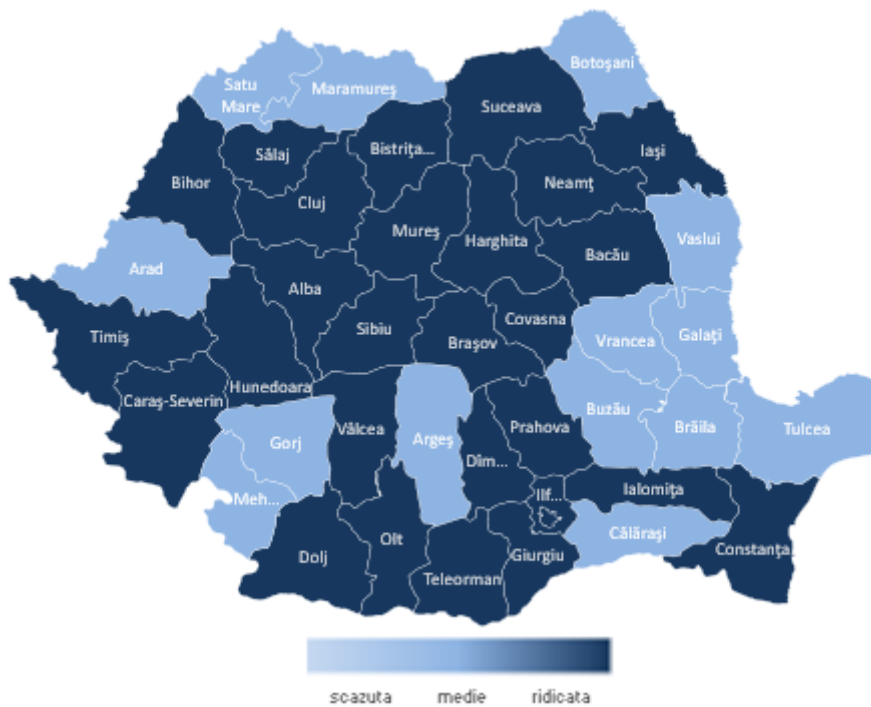 Botoşani
Satu
Mare
Maramureş
Suceava
Iaşi
Sălaj
Bistriţa...
Bihor
Neamţ
Cluj
Mureş
Harghita
Vaslui
Bacău
Arad
Alba
Covasna
Sibiu
Timiş
Braşov
Vrancea
Galaţi
Hunedoara
Caraş-Severin
Buzău
Brăila
Vâlcea
Prahova
Tulcea
Gorj
Argeş
Dîm...
Ilf...
Ialomiţa
Meh...
Călăraşi
Olt
Constanţa
Dolj
Giurgiu
Teleorman
scazuta medie ridicata